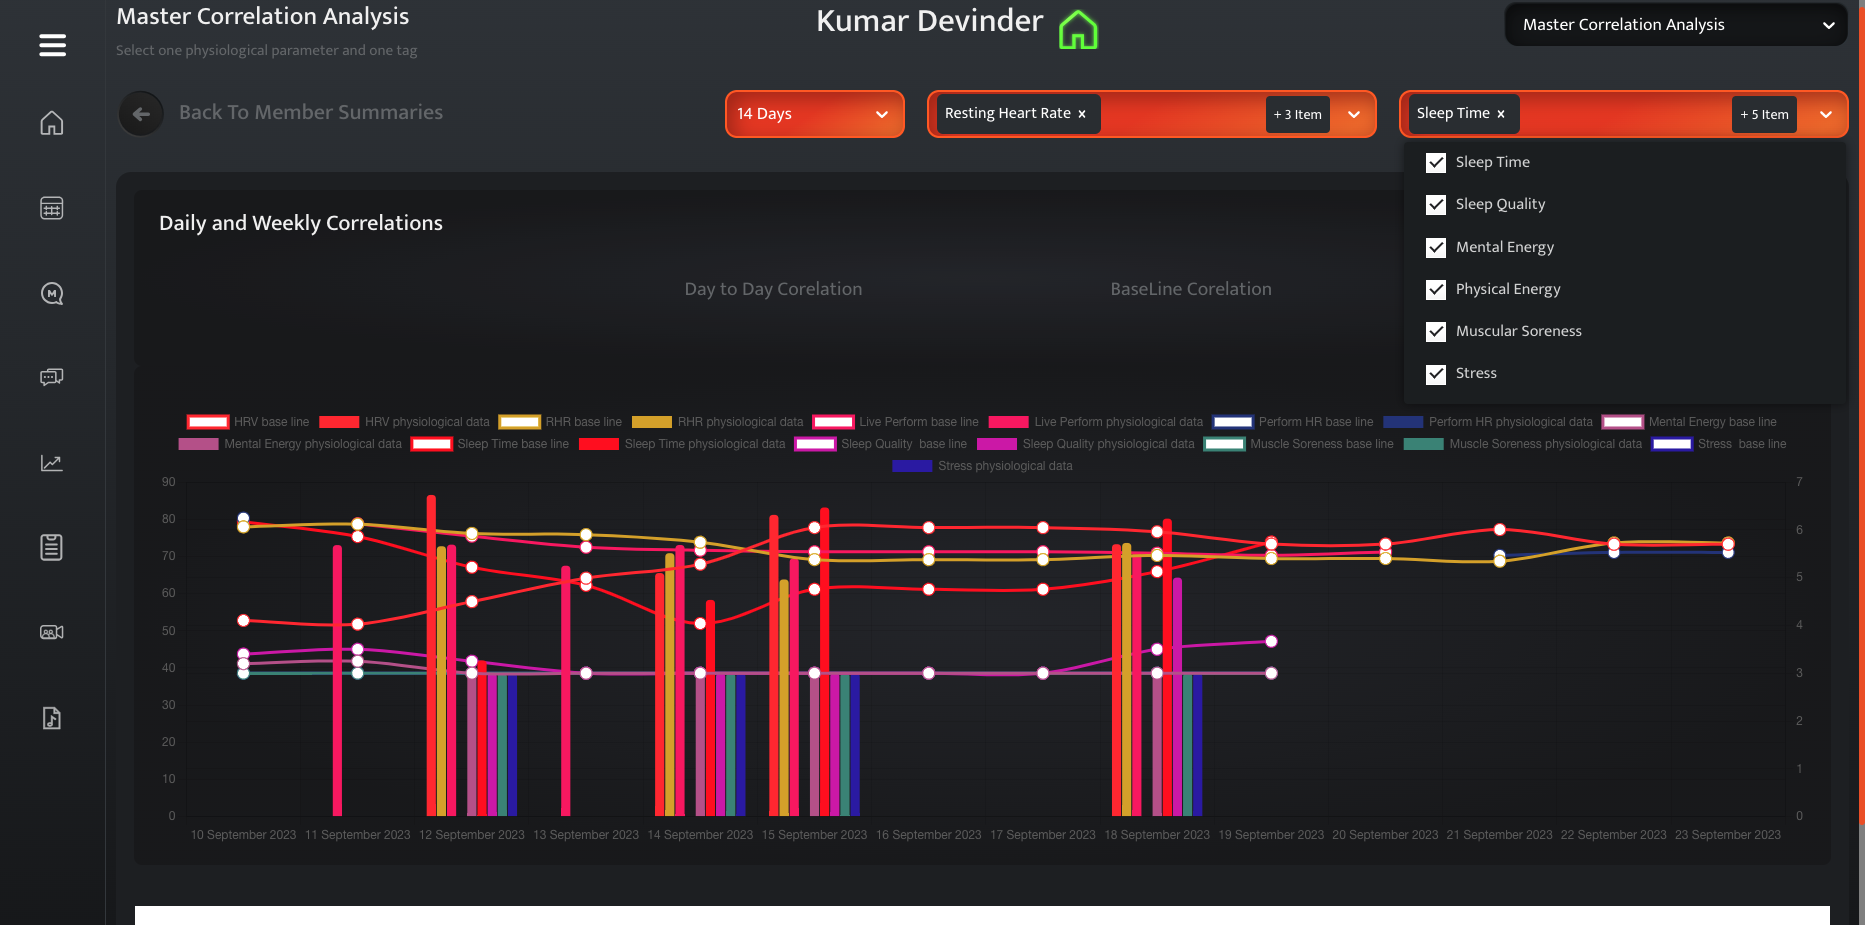 Master Correlation Analysis
Select one physiological parameter and one tag
Kumar Devinder
Master Correlation Analysis
Back To Member Summaries
14 Days
Resting Heart Rate ×
+ 3 Item
Sleep Time ×
+ 5 Item
Sleep Time
Sleep Quality
Mental Energy
Physical Energy
Muscular Soreness
Stress
Daily and Weekly Correlations
Day to Day Corelation
BaseLine Corelation
HRV base line HRV physiological data RHR base line RHR physiological data Live Perform base line Live Perform physiological data Perform HR base line Perform HR physiological data Mental Energy base line
Mental Energy physiological data Sleep Time base line Sleep Time physiological data Sleep Quality base line Sleep Quality physiological data Muscle Soreness base line Muscle Soreness physiological data Stress base line
Stress physiological data
90
80
70
60
50
40
30
20
10
0
7
6
5
4
3
2
1
0
10 September 2023 11 September 2023 12 September 2023 13 September 2023 14 September 2023 15 September 2023 16 September 2023 17 September 2023 18 September 2023 19 September 2023 20 September 2023 21 September 2023 22 September 2023 23 September 2023
M